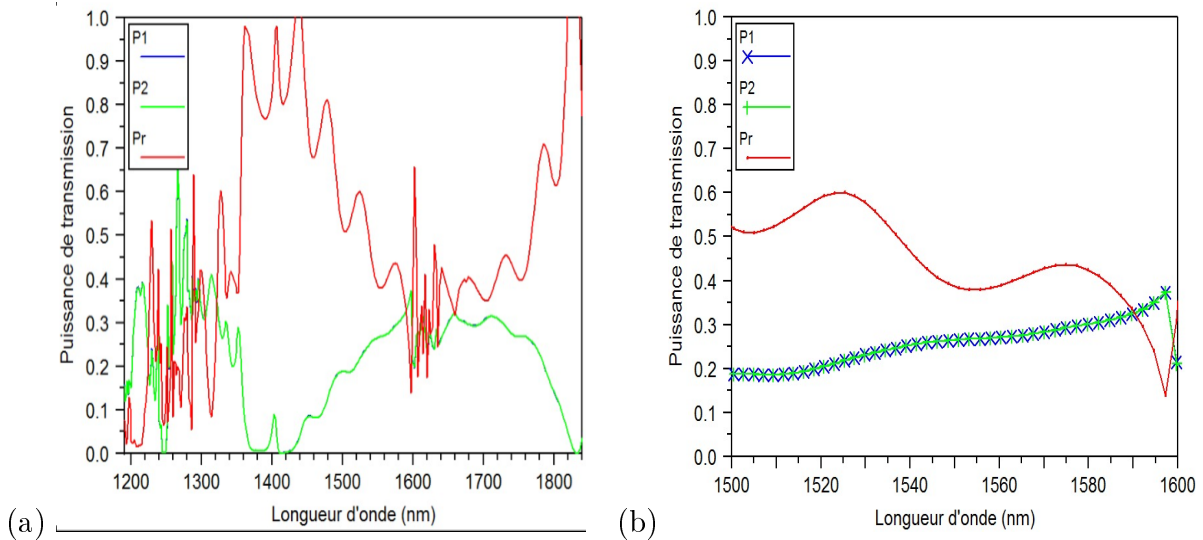 1.0
0.9
0.8
0.7
0.6
0.5
0.4
0.3
0.2
0.1
0.0
Puissance de transmission
P1
P2
Pr
1200 1300 1400 1500 1600 1700 1800
Longueur d'onde (nm)
(a)
1.0
0.9
0.8
0.7
0.6
0.5
0.4
0.3
0.2
0.1
0.0
Puissance de transmission
P1
P2
Pr
1500 1520 1540 1560 1580 1600
Longueur d'onde (nm)
(b)